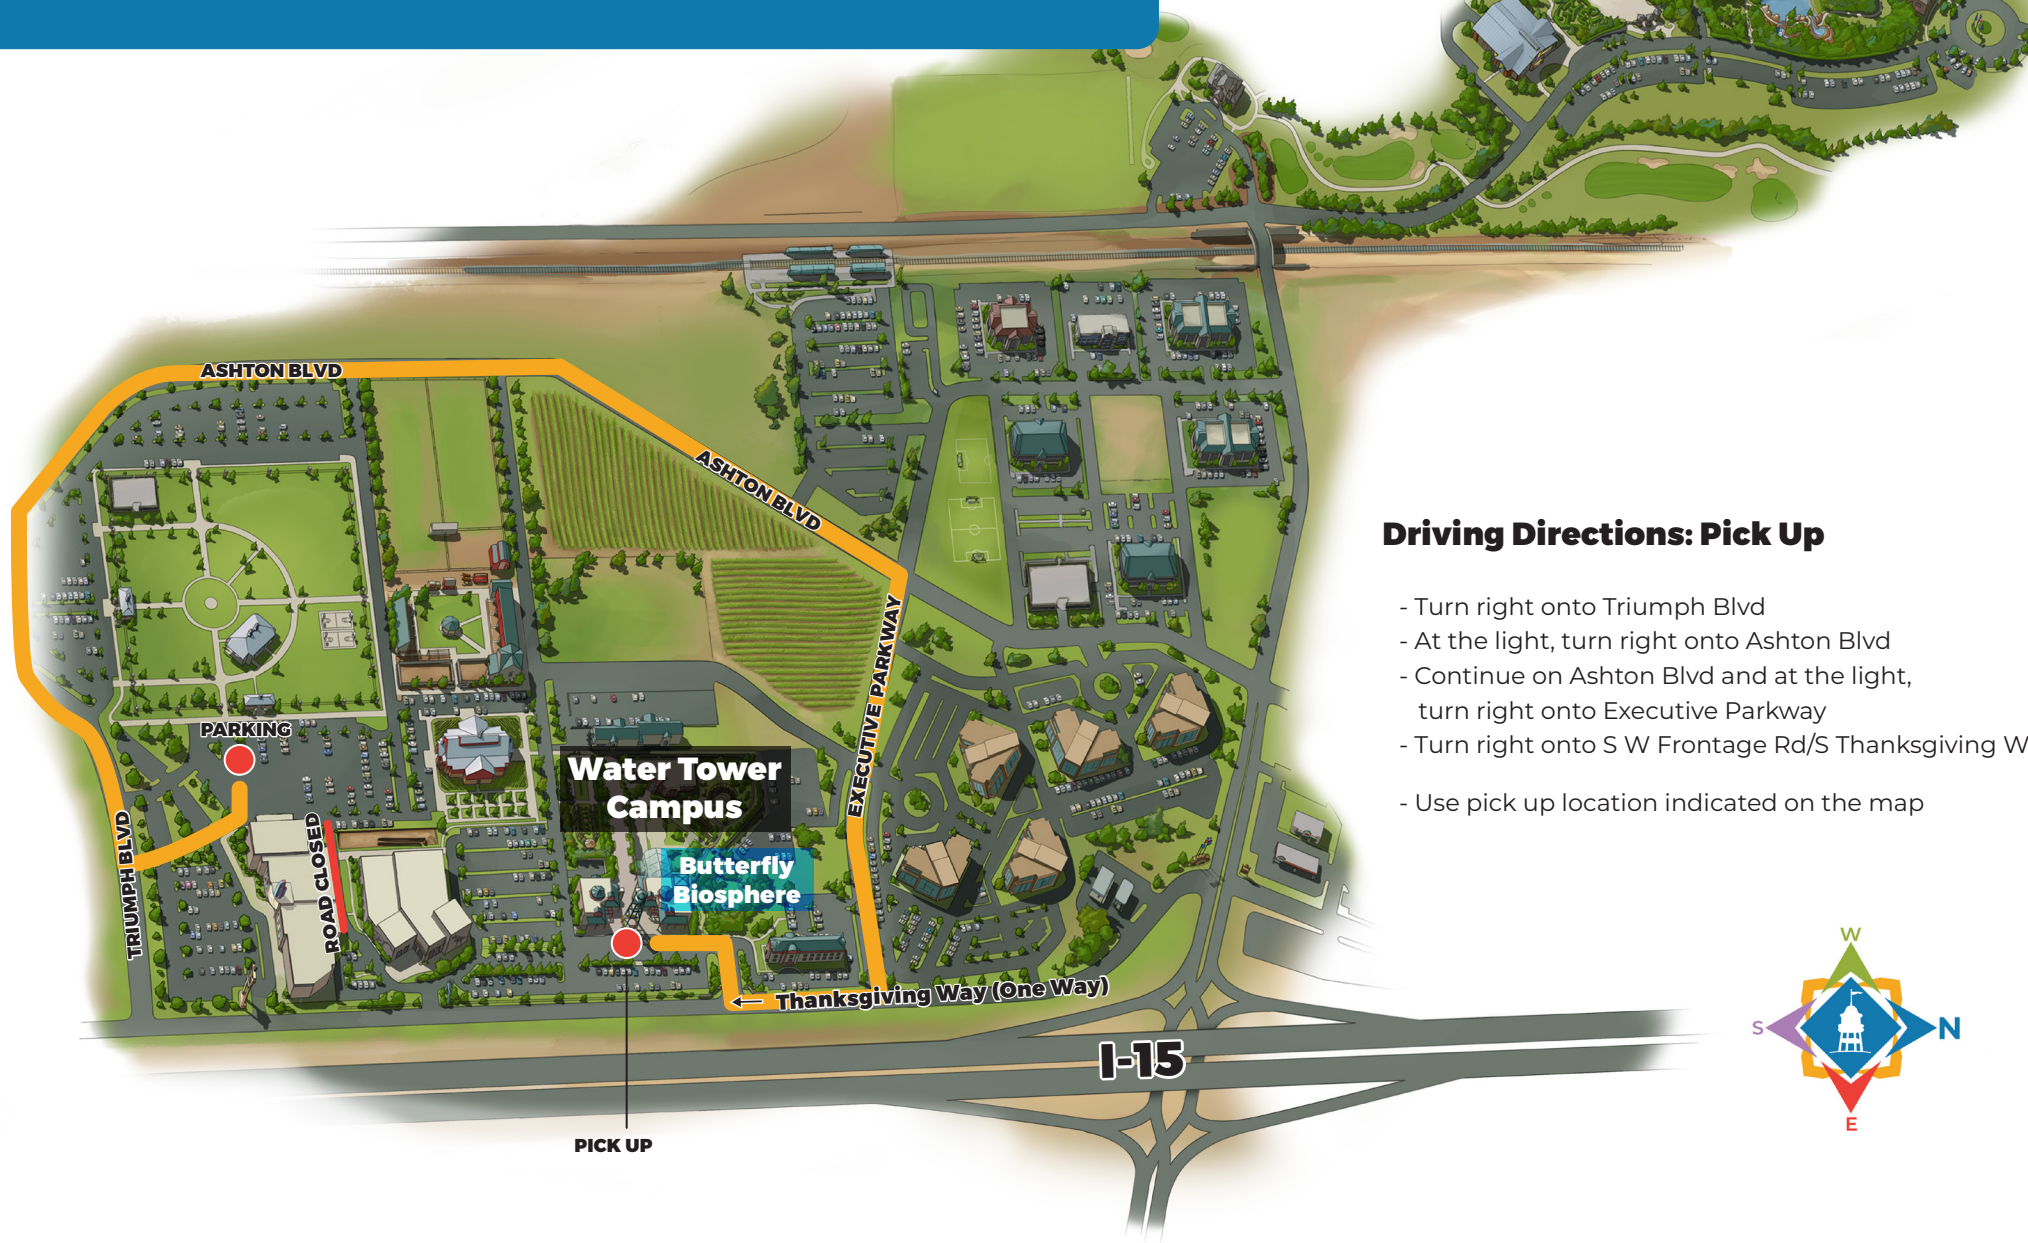 ASHTON BLVD
ASHTON BLVD
EXECUTIVE PARKWAY
PARKING
TRIUMPH BLVD
ROAD CLOSED
Water Tower
Campus
Butterfly
Biosphere
Thanksgiving Way (One Way)
I-15
PICK UP
Driving Directions: Pick Up
- Turn right onto Triumph Blvd
- At the light, turn right onto Ashton Blvd
- Continue on Ashton Blvd and at the light,
turn right onto Executive Parkway
- Turn right onto S W Frontage Rd/S Thanksgiving W
- Use pick up location indicated on the map
W
S
N
E